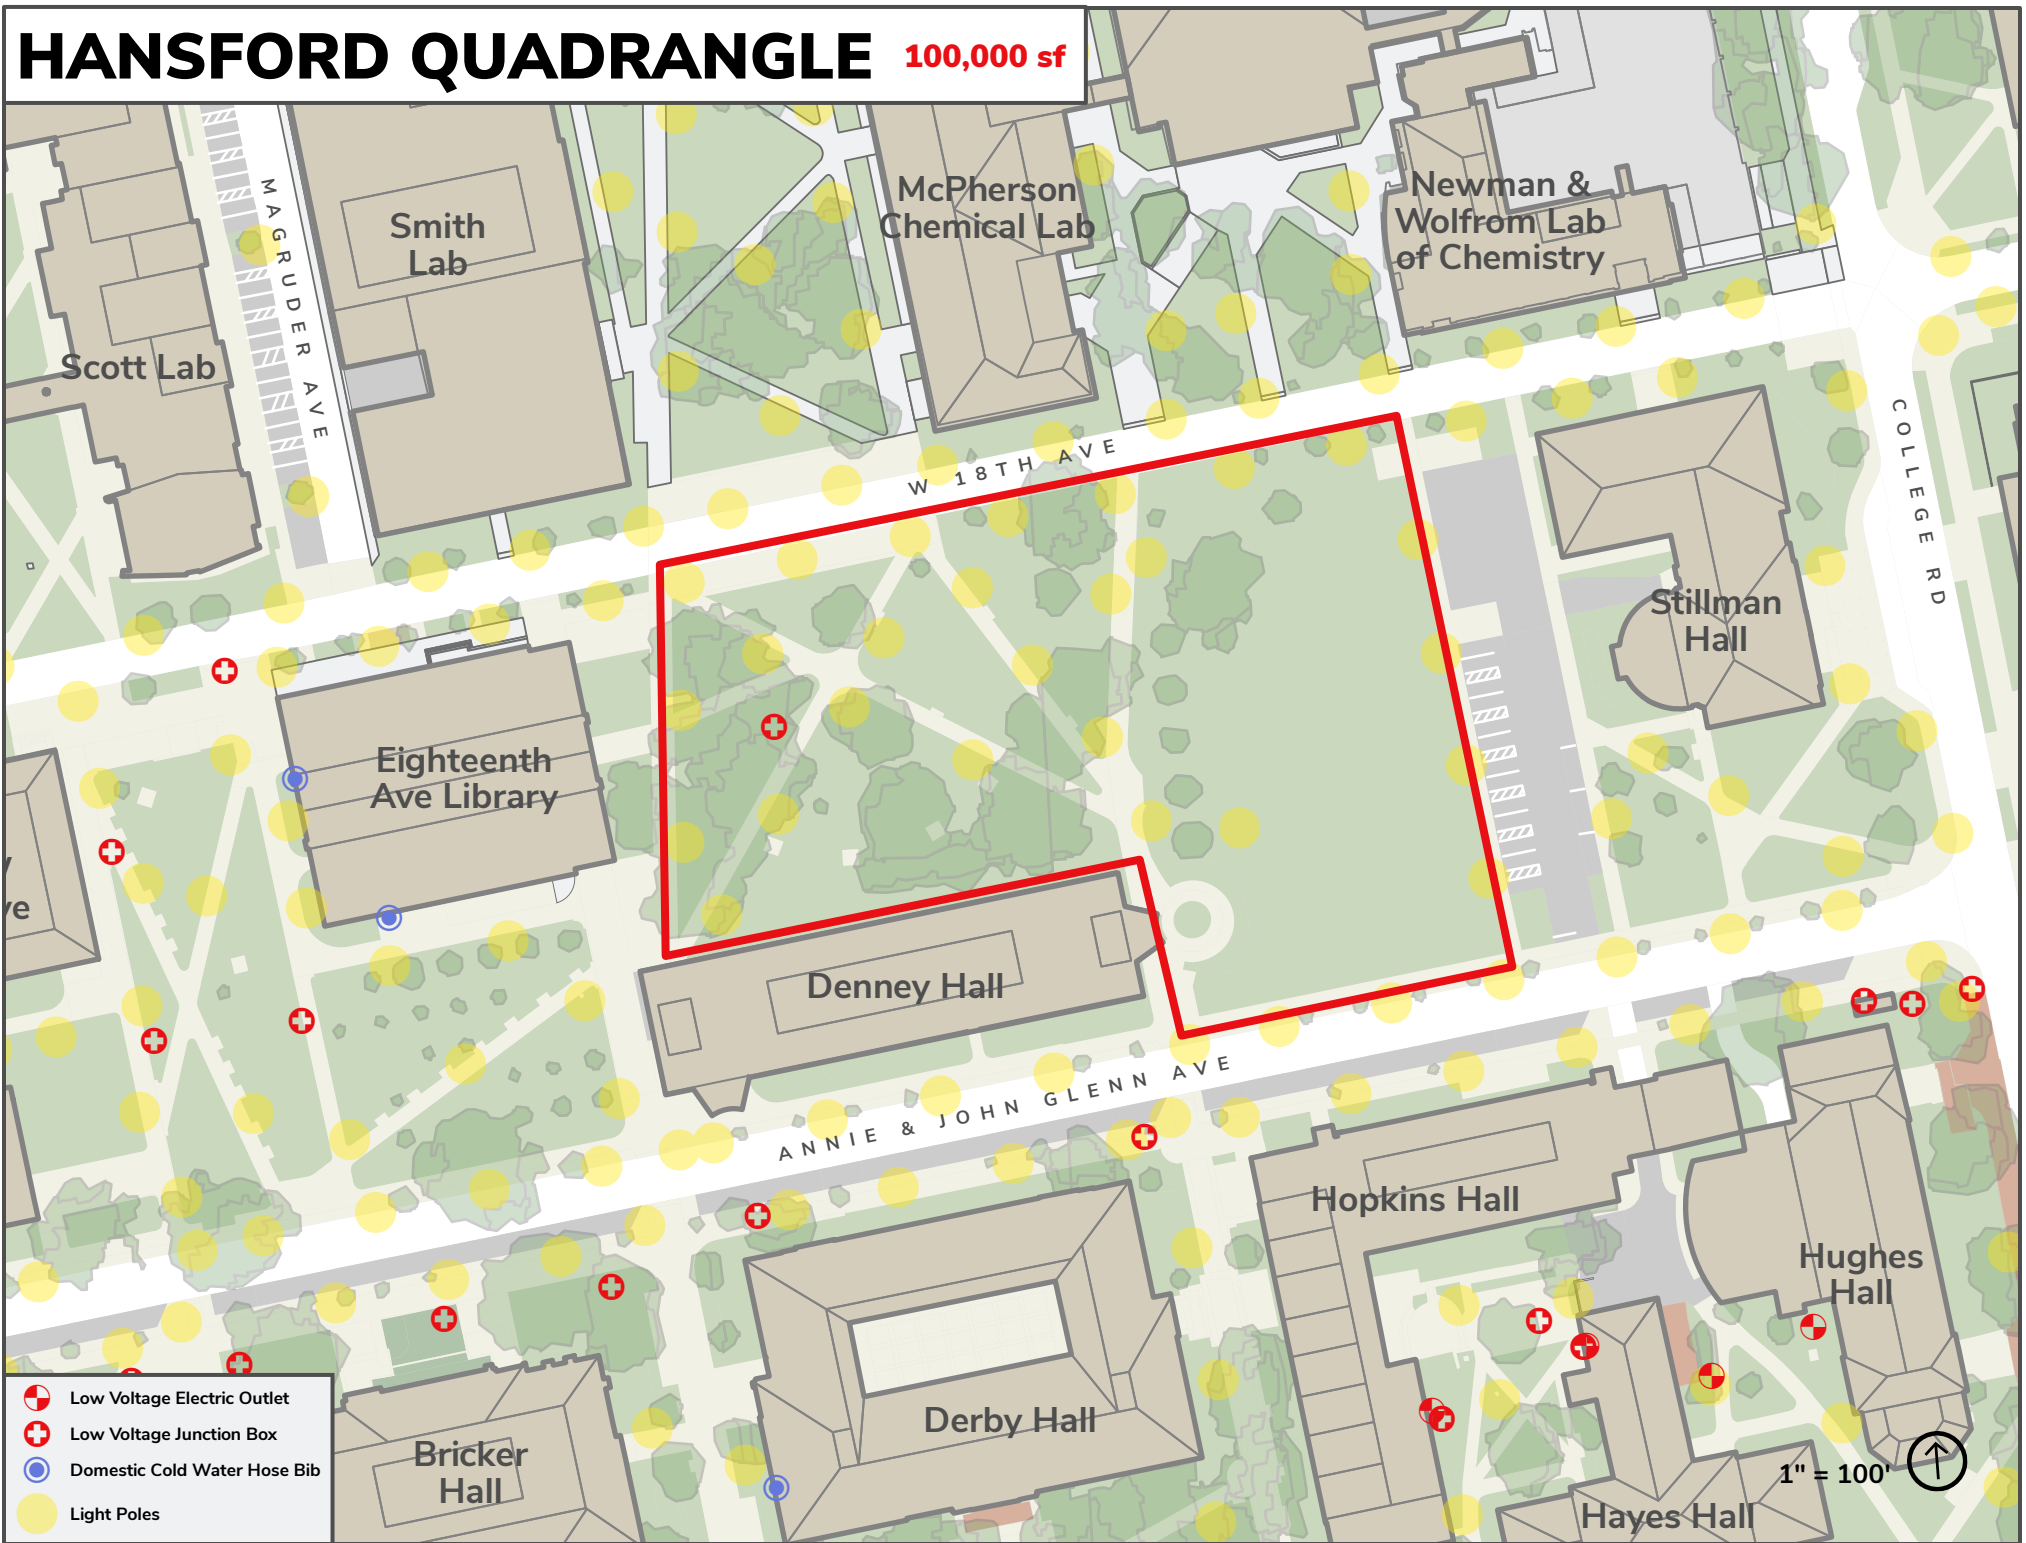 HANSFORD QUADRANGLE 100,000 sf
MAGRUDER AVE
Smith
Lab
McPherson
Chemical Lab
Newman &
Wolfrom Lab
of Chemistry
Scott Lab
W 18TH AVE
COLLEGE RD
Stillman
Hall
Eighteenth
Ave Library
ve
Denney Hall
ANNIE & JOHN GLENN AVE
Hopkins Hall
Hughes
Hall
Derby Hall
Bricker
Hall
Hayes Hall
1" = 100'
Low Voltage Electric Outlet
Low Voltage Junction Box
Domestic Cold Water Hose Bib
Light Poles